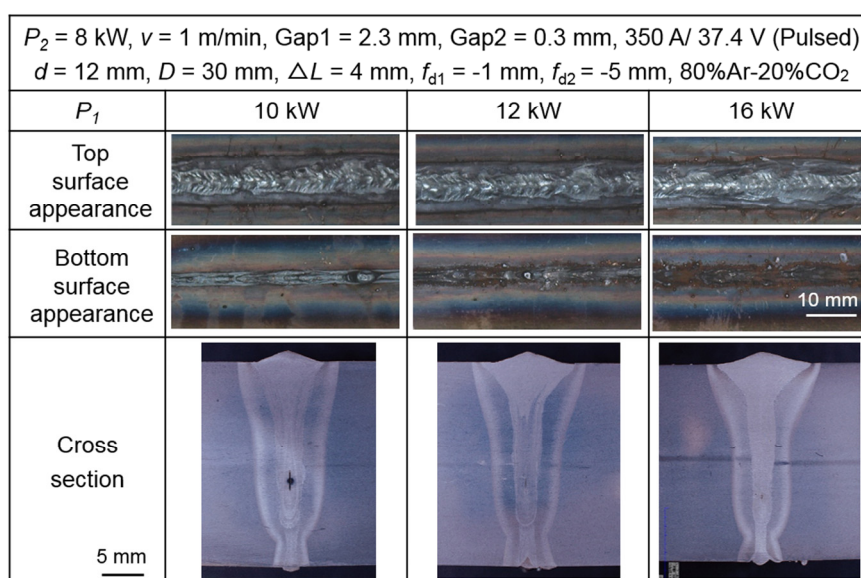 P₂ = 8 kW, v = 1 m/min, Gap1 = 2.3 mm, Gap2 = 0.3 mm, 350 A/ 37.4 V (Pulsed)
d = 12 mm, D = 30 mm, △L = 4 mm, f_d1 = -1 mm, f_d2 = -5 mm, 80%Ar-20%CO₂
P₁ 10 kW 12 kW 16 kW
Top
surface
appearance
Bottom
surface
appearance
10 mm
Cross
section
5 mm